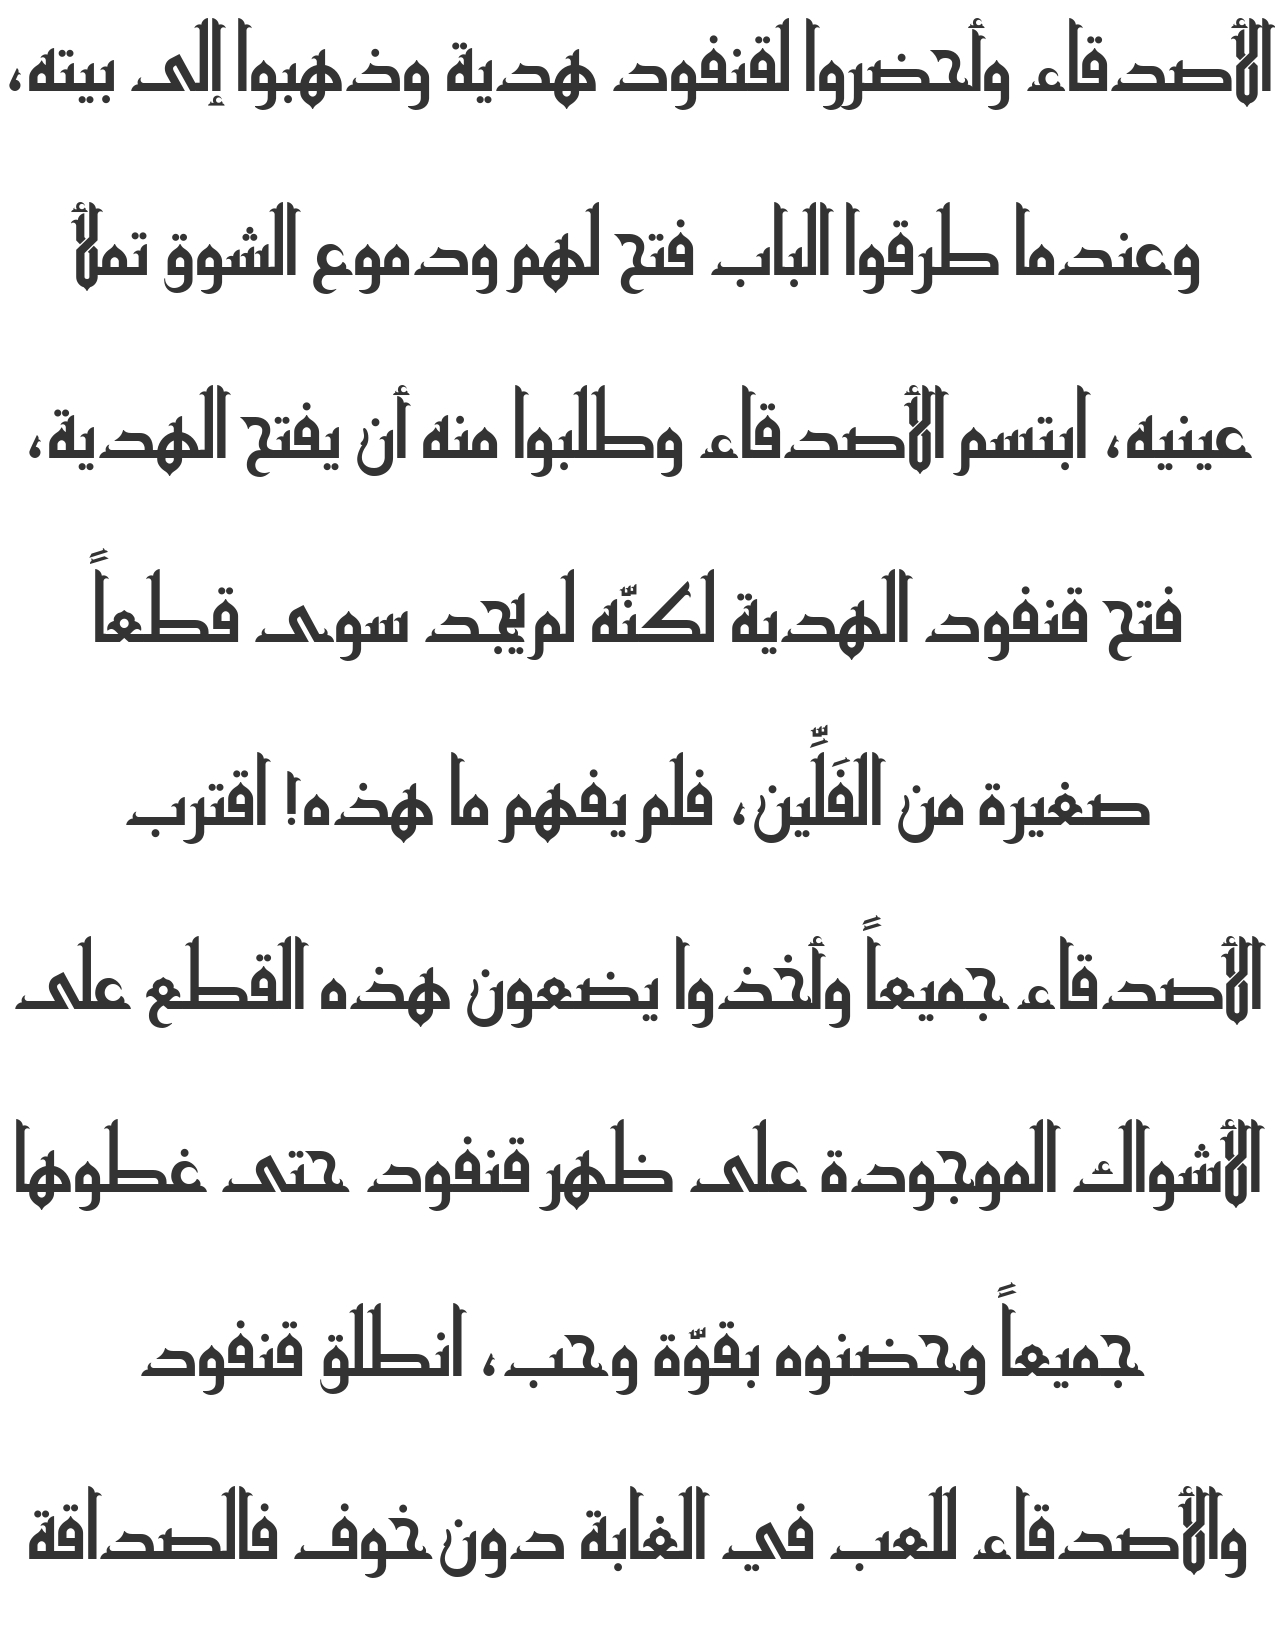 الأصدقاء وأحضروا لقنفود هدية وذهبوا إلى بيته،
وعندما طرقوا الباب فتح لهم ودموع الشوق تملأ
عينيه، ابتسم الأصدقاء وطلبوا منه أن يفتح الهدية،
فتح قنفود الهدية لكنّه لم يجد سوى قطعاً
صغيرة من الفَلِّين، فلم يفهم ما هذه! اقترب
الأصدقاء جميعاً وأخذوا يضعون هذه القطع على
الأشواك الموجودة على ظهر قنفود حتى غطوها
جميعاً وحضنوه بقوّة وحب، انطلق قنفود
والأصدقاء للعب في الغابة دون خوف فالصداقة